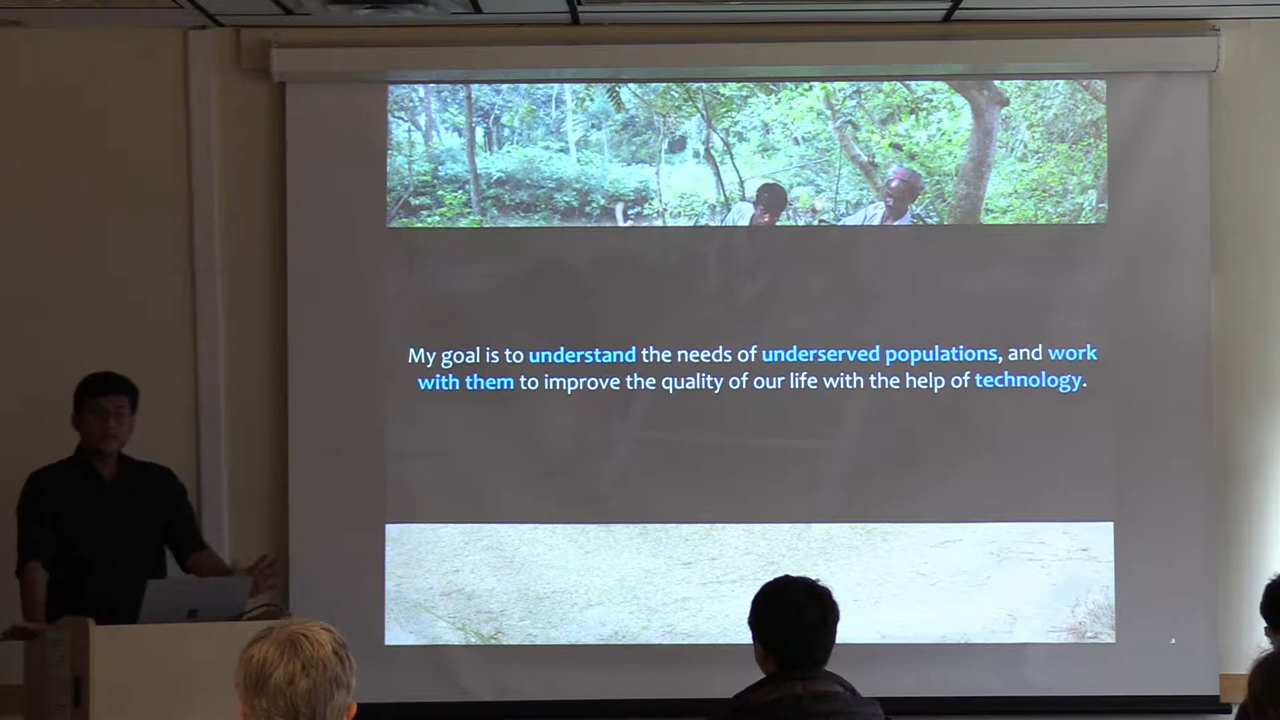 My goal is to understand the needs of underserved populations, and work
with them to improve the quality of our life with the help of technology.